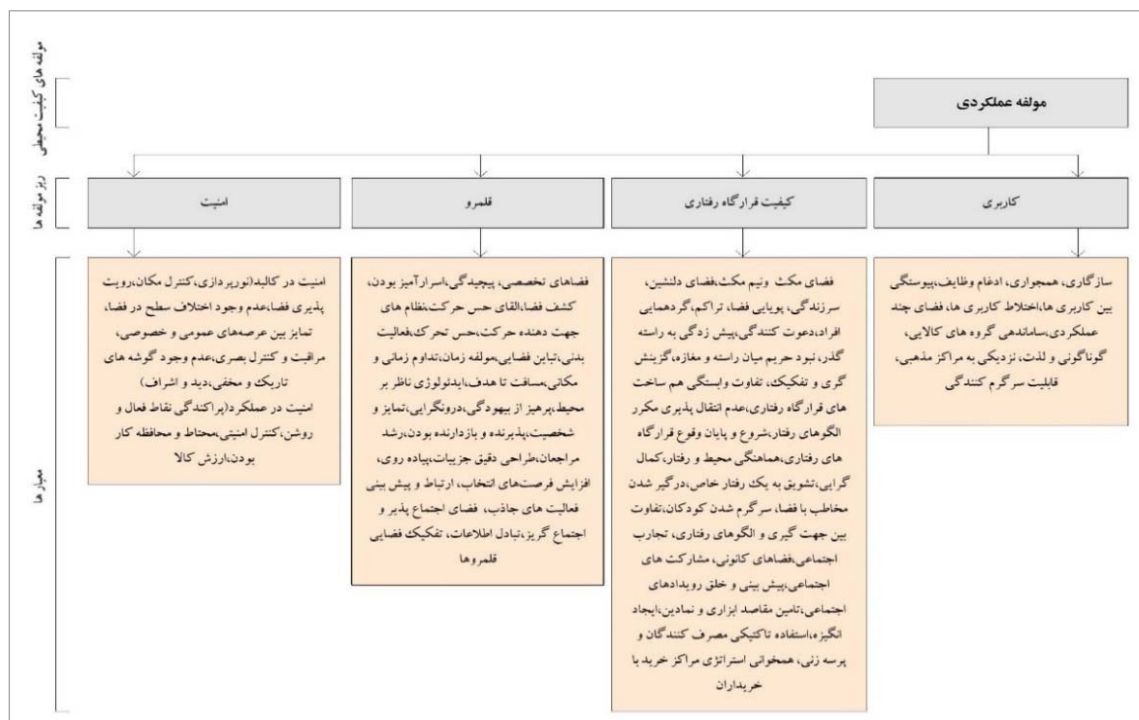 مولفه های کیفیت محیطی
مولفه عملکردی
ریز مولفه ها
کاربری
کیفیت قرارگاه رفتاری
قلمرو
امنیت
معیار ها
سازگاری، همجواری، ادغام وظایف،پیوستگی
بین کاربری ها،اختلاط کاربری ها، فضای چند
عملکردی،ساماندهی گروه های کالایی،
گوناگونی و لذت، نزدیکی به مراکز مذهبی،
قابلیت سرگرم کنندگی
فضای مکث ونیم مکث،فضای دلنشین،
سرزندگی، پویایی فضا، تراکم،گردهمایی
افراد،دعوت کنندگی،پیش زدگی به راسته
گذر، نبود حریم میان راسته و مغازه،گزینش
گری و تفکیک، تفاوت وابستگی هم ساخت
های قرارگاه رفتاری،عدم انتقال پذیری مکرر
الگوهای رفتار،شروع و پایان وقوع قرارگاه
های رفتاری،هماهنگی محیط و رفتار،کمال
گرایی،تشویق به یک رفتار خاص،درگیر شدن
مخاطب با فضا، سرگرم شدن کودکان،تفاوت
بین جهت گیری و الگوهای رفتاری، تجارب
اجتماعی،فضاهای کانونی، مشارکت های
اجتماعی،پیش بینی و خلق رویدادهای
اجتماعی،تامین مقاصد ابزاری و نمادین،ایجاد
انگیزه،استفاده تاکتیکی مصرف کنندگان و
پرسه زنی، همخوانی استراتژی مراکز خرید با
خریداران
فضاهای تخصصی، پیچیدگی،اسرارآمیز بودن،
کشف فضا،القای حس حرکت،نظام های
جهت دهنده حرکت،حس تحرک،فعالیت
بدنی،تباین فضایی،مولفه زمان،تداوم زمانی و
مکانی،مسافت تا هدف،ایدئولوژی ناظر بر
محیط،پرهیز از بیهودگی،درونگرایی،تمایز و
شخصیت،پذیرنده و بازدارنده بودن،رشد
مراجعان،طراحی دقیق جزییات،پیاده روی،
افزایش فرصت‌های انتخاب، ارتباط و پیش بینی
فعالیت های جاذب، فضای اجتماع پذیر و
اجتماع گریز،تبادل اطلاعات، تفکیک فضایی
قلمروها
امنیت در کالبد(نورپردازی،کنترل مکان،رویت
پذیری فضا،عدم وجود اختلاف سطح در فضا،
تمایز بین عرصه‌های عمومی و خصوصی،
مراقبت و کنترل بصری،عدم وجود گوشه های
تاریک و مخفی،دید و اشراف)
امنیت در عملکرد(پراکندگی نقاط فعال و
روشن،کنترل امنیتی،محتاط و محافظه کار
بودن،ارزش کالا